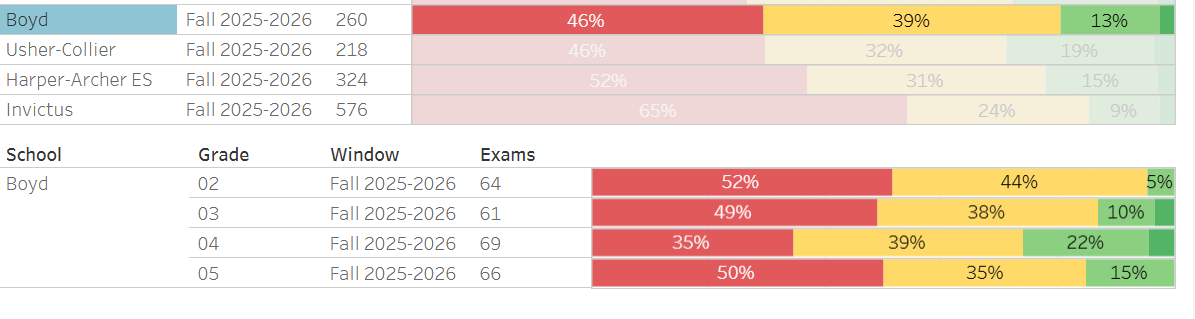 Boyd Fall 2025-2026 260 46% 39% 13%
Usher-Collier Fall 2025-2026 218 46% 32% 19%
Harper-Archer ES Fall 2025-2026 324 52% 31% 15%
Invictus Fall 2025-2026 576 65% 24% 9%
School Grade Window Exams
Boyd 02 Fall 2025-2026 64 52% 44% 5%
03 Fall 2025-2026 61 49% 38% 10%
04 Fall 2025-2026 69 35% 39% 22%
05 Fall 2025-2026 66 50% 35% 15%